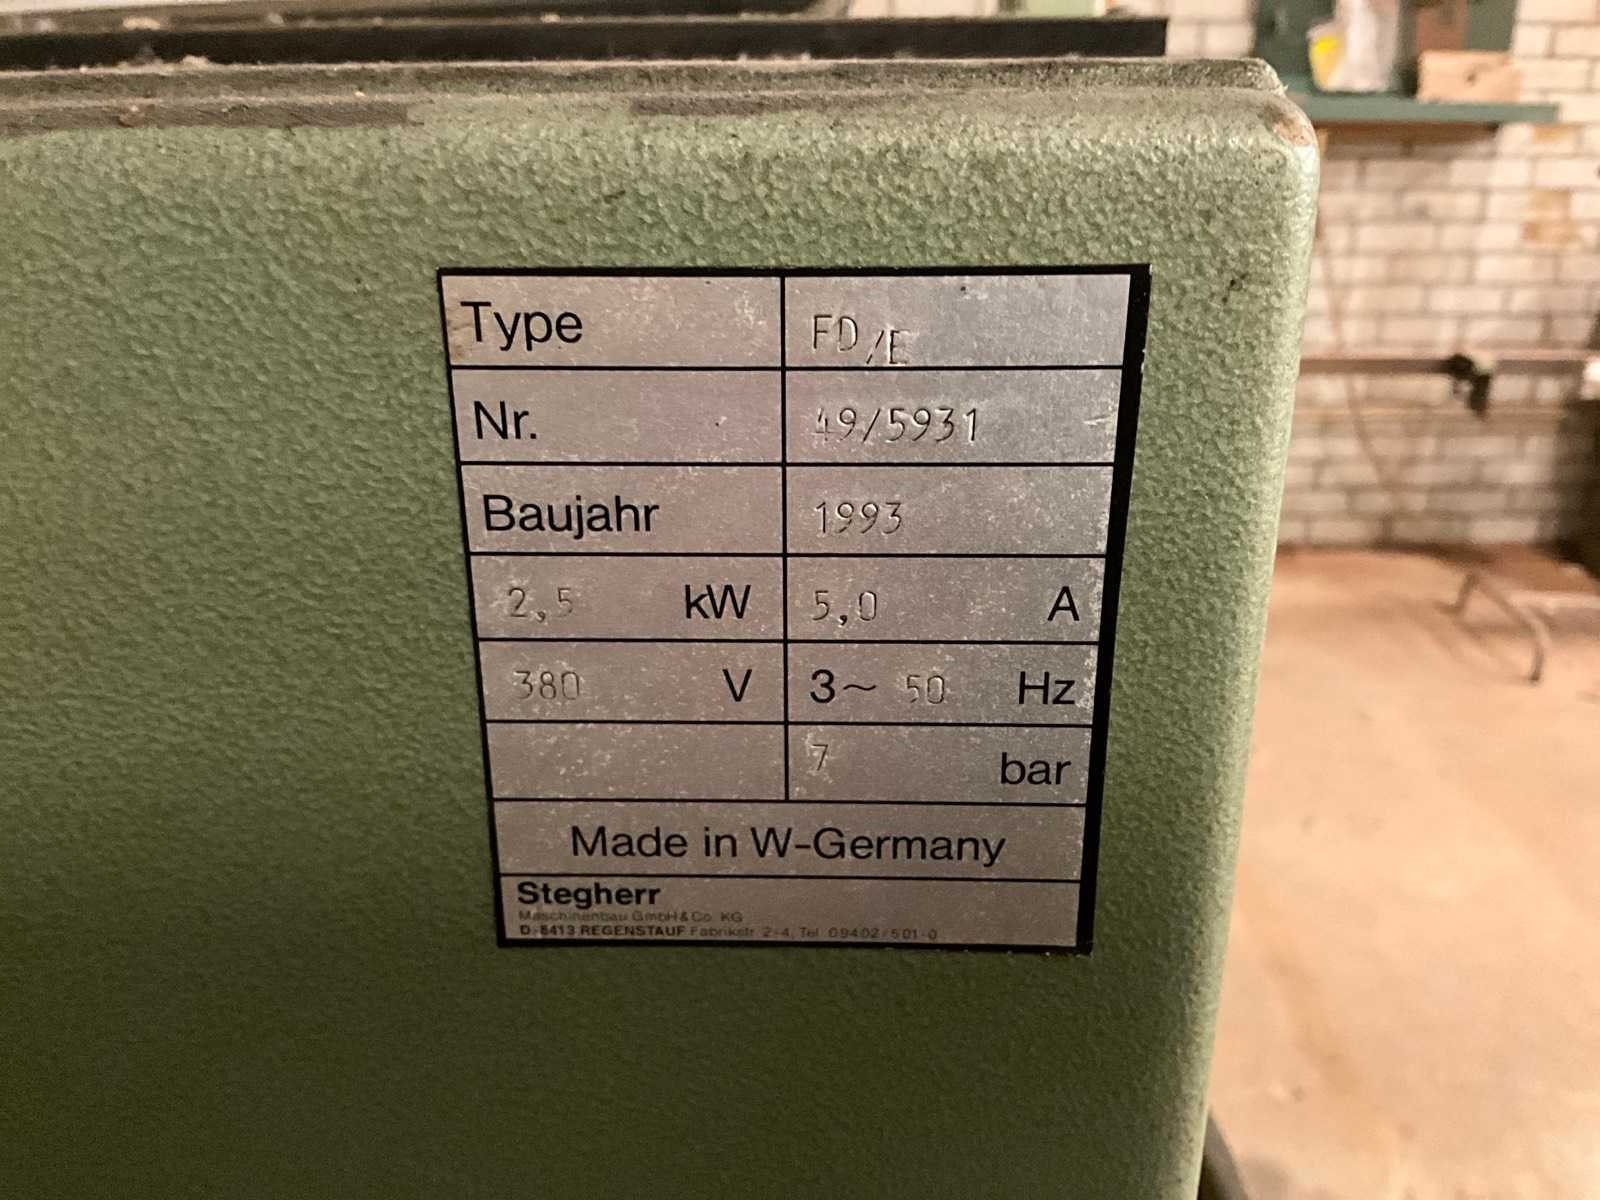 Type FD/E
Nr. 49/5931
Baujahr 1993
2,5 kW 5,0 A
380 V 3~ 50 Hz
7 bar
Made in W-Germany
Stegherr
Maschinenbau GmbH & Co. KG
D-8413 REGENSTAUF Fabrikstr. 2-4, Tel. 09402/501-0